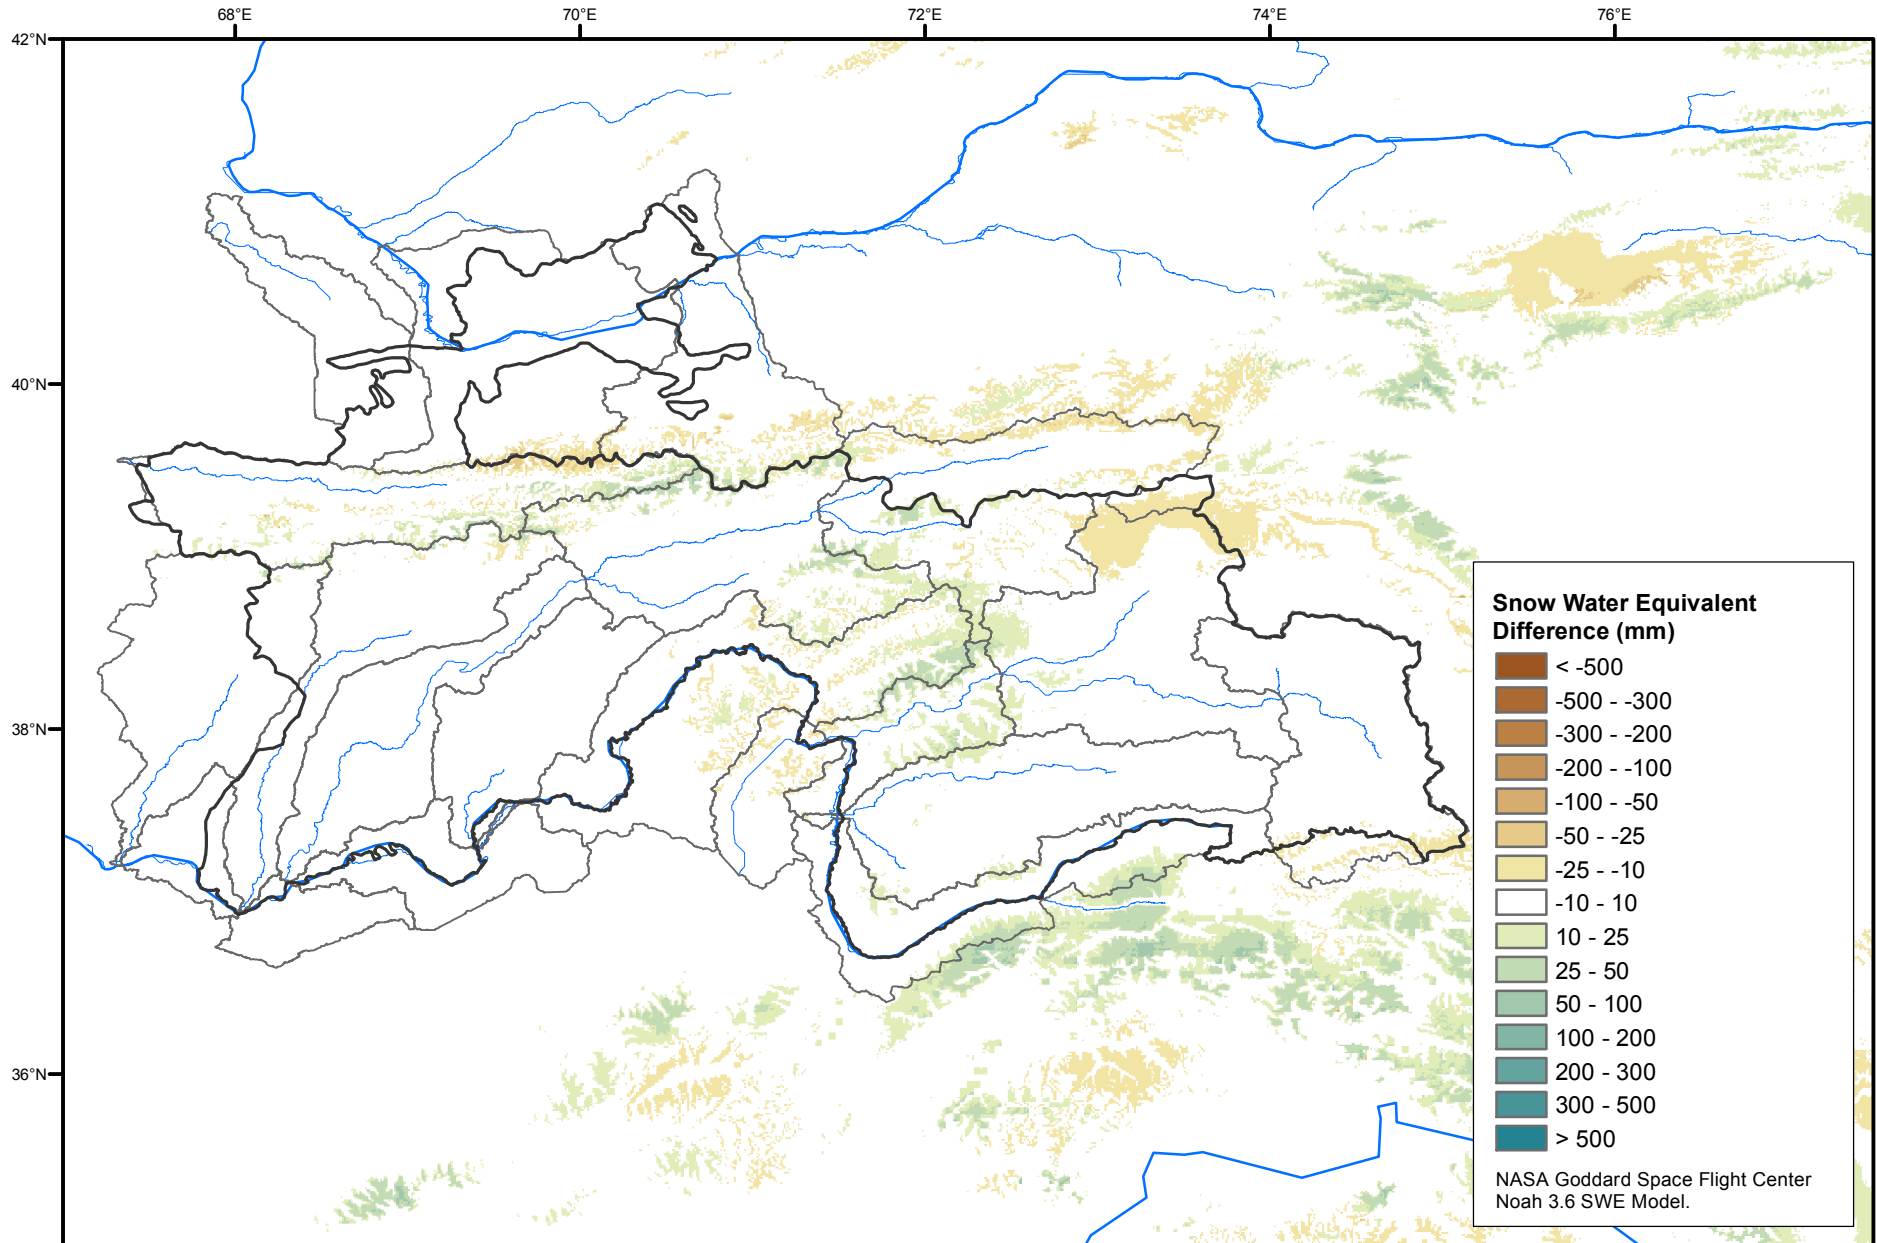 68°E 70°E 72°E 74°E 76°E
42°N
40°N
38°N
36°N
Snow Water Equivalent
Difference (mm)
< -500
-500 - -300
-300 - -200
-200 - -100
-100 - -50
-50 - -25
-25 - -10
-10 - 10
10 - 25
25 - 50
50 - 100
100 - 200
200 - 300
300 - 500
> 500
NASA Goddard Space Flight Center
Noah 3.6 SWE Model.